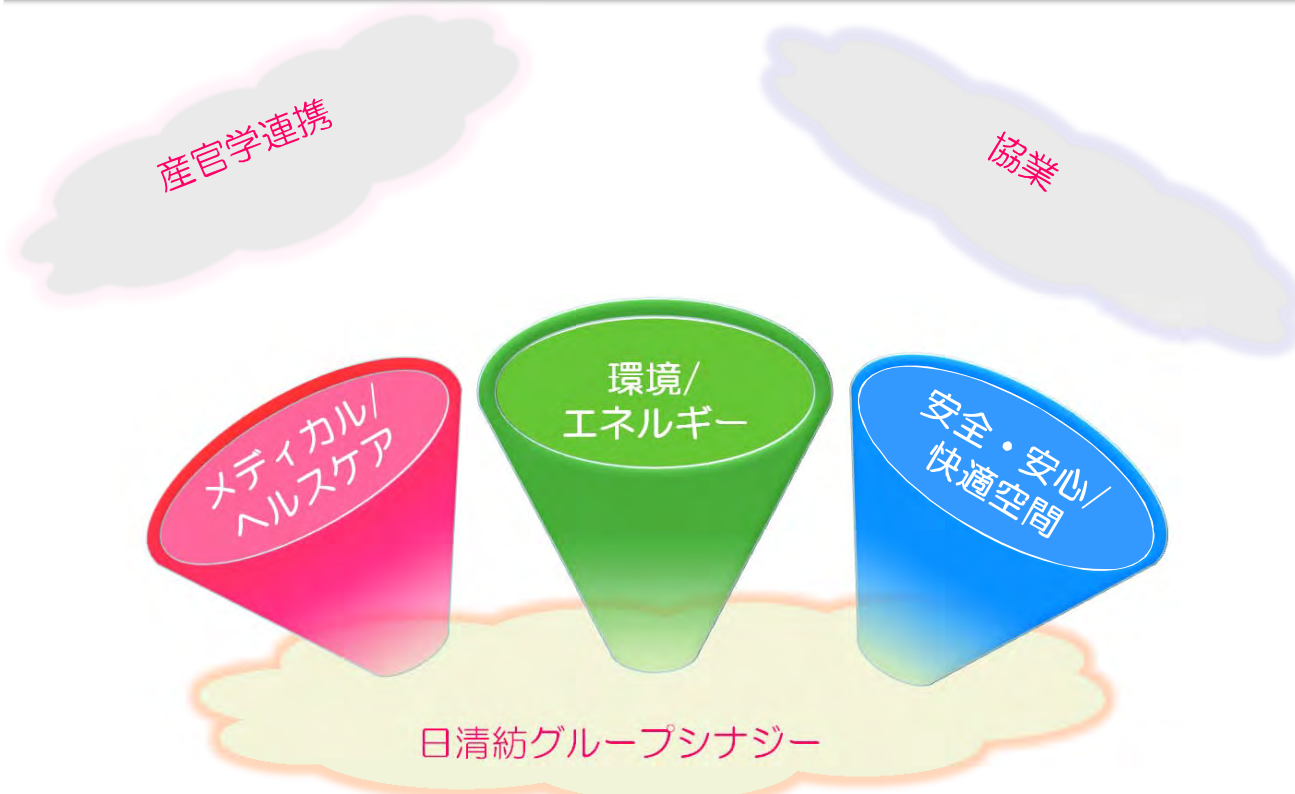 産官学連携
協業
メディカル/
ヘルスケア
環境/
エネルギー
安全・安心/
快適空間
日清紡グループシナジー